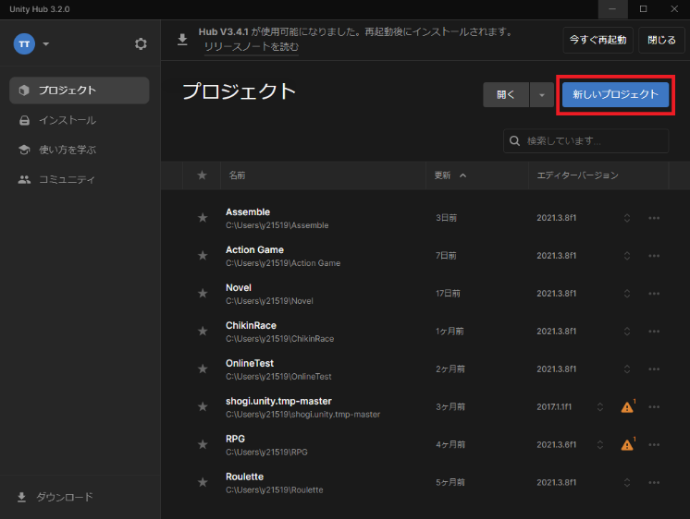 Unity Hub 3.2.0
TT
Hub V3.4.1 が使用可能になりました。再起動後にインストールされます。
リリースノートを読む
今すぐ再起動
閉じる
プロジェクト
インストール
使い方を学ぶ
コミュニティ
ダウンロード
プロジェクト
開く
新しいプロジェクト
検索しています...
名前
更新
エディターバージョン
Assemble
C:\Users\y21519\Assemble
3日前
2021.3.8f1
Action Game
C:\Users\y21519\Action Game
7日前
2021.3.8f1
Novel
C:\Users\y21519\Novel
17日前
2021.3.8f1
ChikinRace
C:\Users\y21519\ChikinRace
1ヶ月前
2021.3.8f1
OnlineTest
C:\Users\y21519\OnlineTest
2ヶ月前
2021.3.8f1
shogi.unity.tmp-master
C:\Users\y21519\shogi.unity.tmp-master
3ヶ月前
2017.1.1f1
1
RPG
C:\Users\y21519\RPG
4ヶ月前
2021.3.6f1
1
Roulette
C:\Users\y21519\Roulette
5ヶ月前
2021.3.8f1